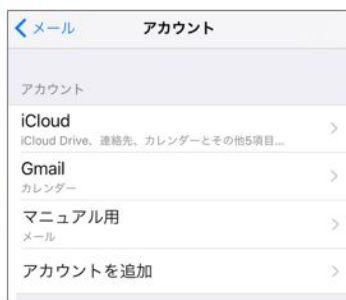 メール アカウント
アカウント
iCloud
iCloud Drive、連絡先、カレンダーとその他5項目...
Gmail
カレンダー
マニュアル用
メール
アカウントを追加